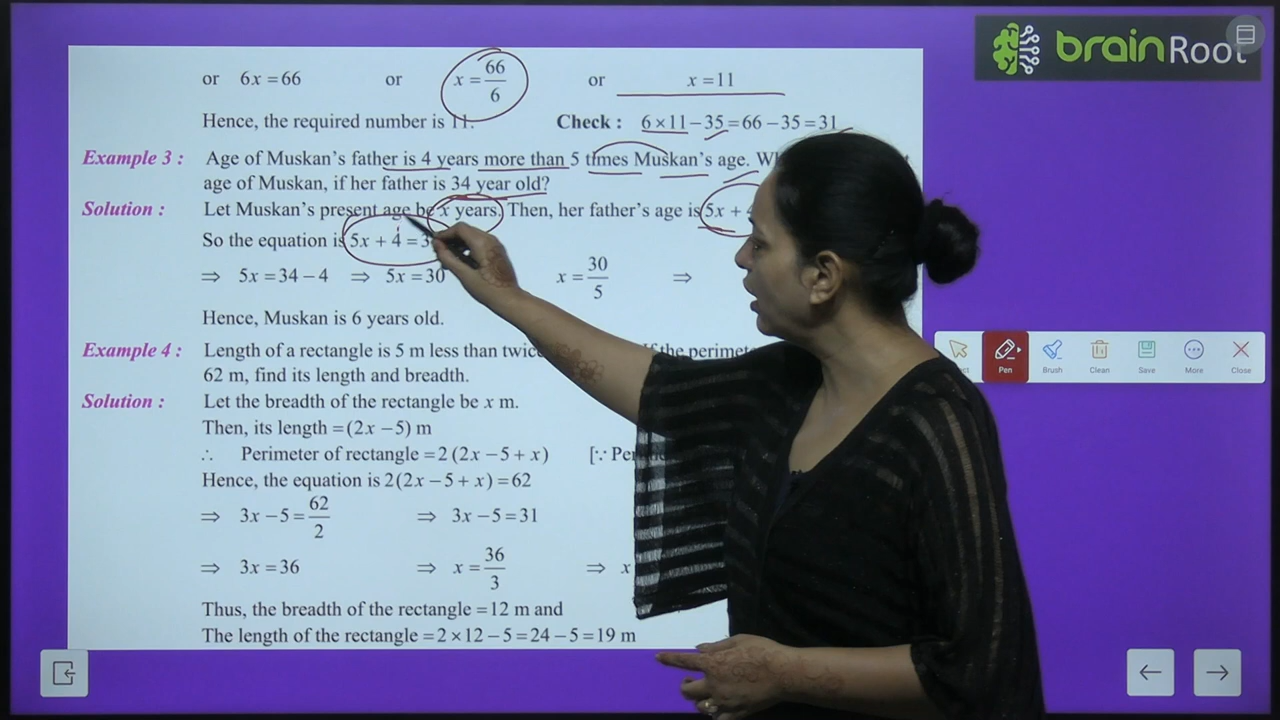 brainRoot
or 6x = 66 or x = 66/6 or x = 11
Hence, the required number is 11. Check : 6 × 11 – 35 = 66 – 35 = 31
Example 3 : Age of Muskan's father is 4 years more than 5 times Muskan's age.
age of Muskan, if her father is 34 year old?
Solution : Let Muskan's present age be x years. Then, her father's age is 5x +
So the equation is 5x + 4 = 3
⇒ 5x = 34 – 4 ⇒ 5x = 30 x = 30/5 ⇒
Hence, Muskan is 6 years old.
Example 4 : Length of a rectangle is 5 m less than the perimeter
62 m, find its length and breadth.
Solution : Let the breadth of the rectangle be x m.
Then, its length = (2x – 5) m
∴ Perimeter of rectangle = 2 (2x – 5 + x) [∵
Hence, the equation is 2(2x – 5 + x) = 62
⇒ 3x – 5 = 62/2 ⇒ 3x – 5 = 31
⇒ 3x = 36 ⇒ x = 36/3 ⇒ x
Thus, the breadth of the rectangle = 12 m and
The length of the rectangle = 2 × 12 – 5 = 24 – 5 = 19 m
Pen Brush Clean Save More Close